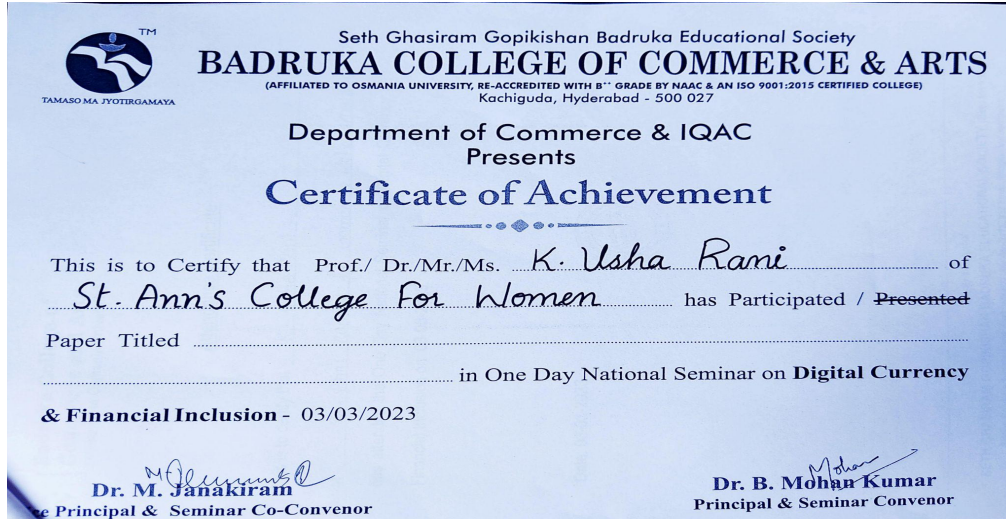 TM
TAMASO MA JYOTIRGAMAYA
Seth Ghasiram Gopikishan Badruka Educational Society
BADRUKA COLLEGE OF COMMERCE & ARTS
(AFFILIATED TO OSMANIA UNIVERSITY, RE-ACCREDITED WITH B⁺⁺ GRADE BY NAAC & AN ISO 9001:2015 CERTIFIED COLLEGE)
Kachiguda, Hyderabad - 500 027
Department of Commerce & IQAC
Presents
Certificate of Achievement
This is to Certify that Prof./ Dr./Mr./Ms. K. Usha Rani of
St. Ann's College For Women has Participated / Presented
Paper Titled
in One Day National Seminar on Digital Currency
& Financial Inclusion - 03/03/2023
Mohan
Dr. M. Janakiram
Principal & Seminar Co-Convenor
Dr. B. Mohan Kumar
Principal & Seminar Convenor